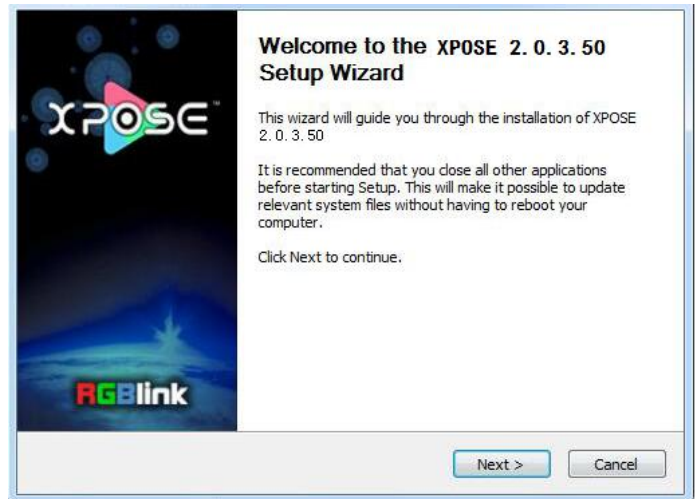 XPOSE™
RGBlink
Welcome to the XPOSE 2.0.3.50
Setup Wizard
This wizard will guide you through the installation of XPOSE
2.0.3.50
It is recommended that you close all other applications
before starting Setup. This will make it possible to update
relevant system files without having to reboot your
computer.
Click Next to continue.
Next >
Cancel